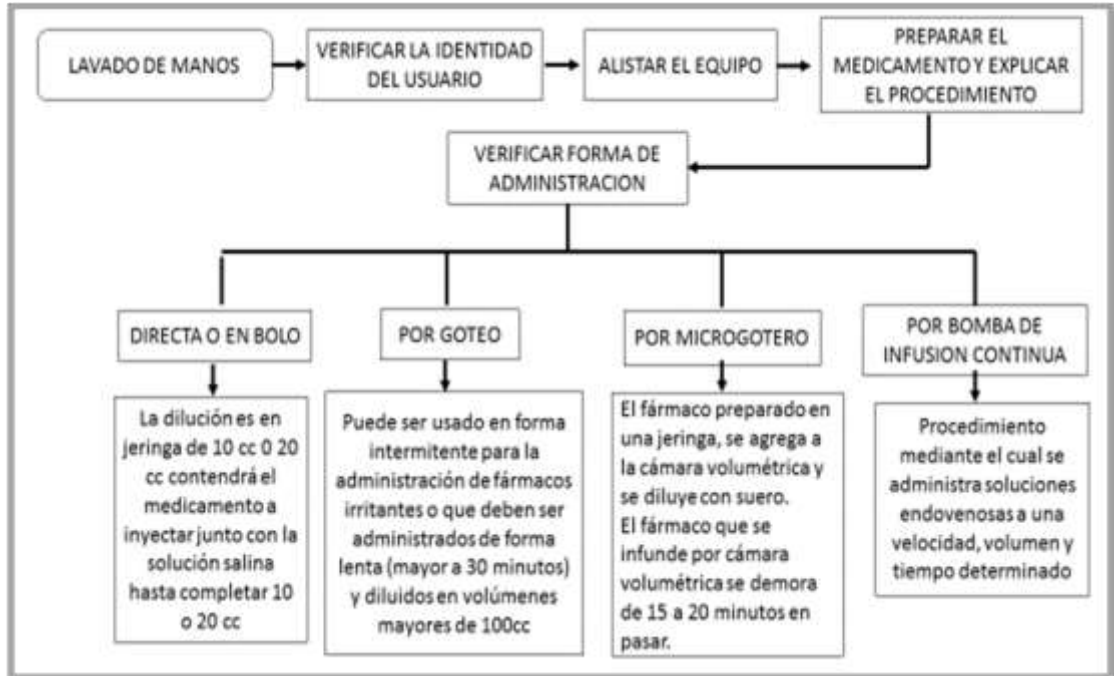 LAVADO DE MANOS
VERIFICAR LA IDENTIDAD
DEL USUARIO
ALISTAR EL EQUIPO
PREPARAR EL
MEDICAMENTO Y EXPLICAR
EL PROCEDIMIENTO
VERIFICAR FORMA DE
ADMINISTRACION
DIRECTA O EN BOLO
La dilución es en
jeringa de 10 cc 0 20
cc contendrá el
medicamento a
inyectar junto con la
solución salina
hasta completar 10
o 20 cc
POR GOTEO
Puede ser usado en forma
intermitente para la
administración de fármacos
irritantes o que deben ser
administrados de forma
lenta (mayor a 30 minutos)
y diluidos en volúmenes
mayores de 100cc
POR MICROGOTERO
El fármaco preparado en
una jeringa, se agrega a
la cámara volumétrica y
se diluye con suero.
El fármaco que se
infunde por cámara
volumétrica se demora
de 15 a 20 minutos en
pasar.
POR BOMBA DE
INFUSION CONTINUA
Procedimiento
mediante el cual se
administra soluciones
endovenosas a una
velocidad, volumen y
tiempo determinado